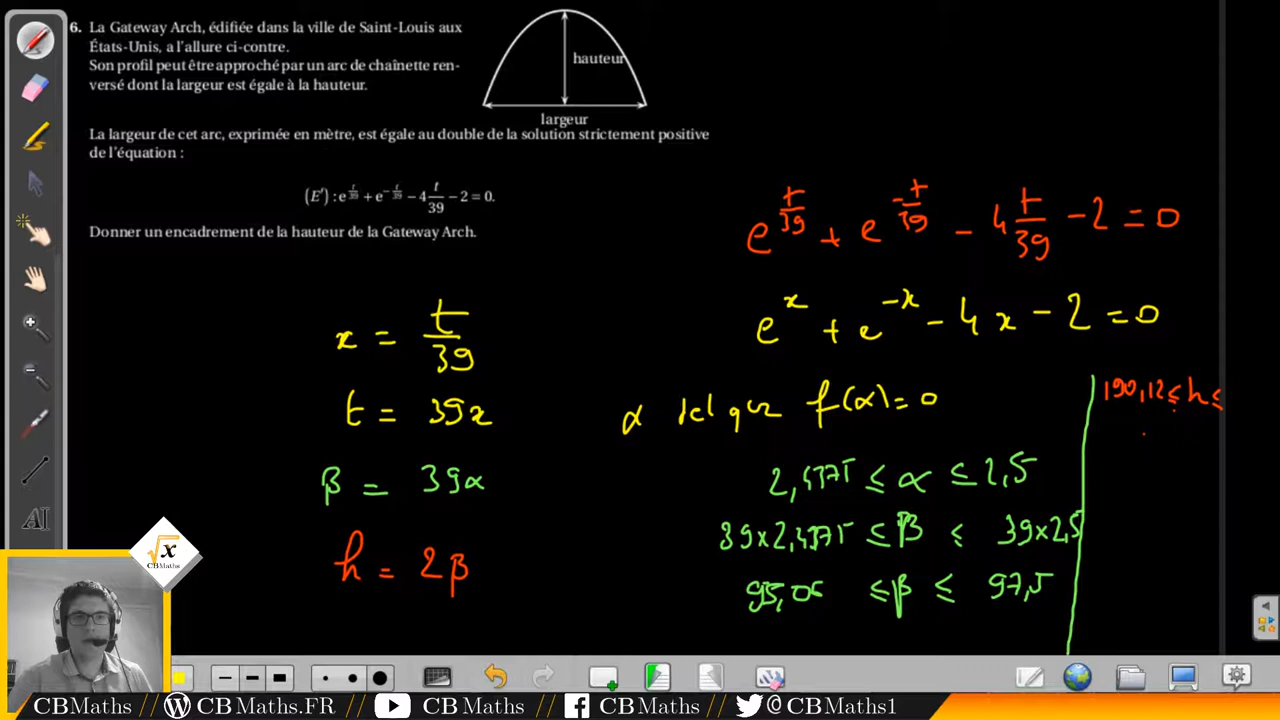 6. La Gateway Arch, édifiée dans la ville de Saint-Louis aux
États-Unis, a l'allure ci-contre.
Son profil peut être approché par un arc de chaînette ren-
versé dont la largeur est égale à la hauteur.
hauteur
largeur
La largeur de cet arc, exprimée en mètre, est égale au double de la solution strictement positive
de l'équation :
(E′) : e^{t/39} + e^{-t/39} − 4 t/39 − 2 = 0.
Donner un encadrement de la hauteur de la Gateway Arch.
e^{t/39} + e^{-t/39} − 4 t/39 − 2 = 0
e^x + e^{-x} − 4x − 2 = 0
x = t/39
t = 39x
β = 39α
h = 2β
α tel que f(α) = 0
2,4375 ≤ α ≤ 2,5
39×2,4375 ≤ β ≤ 39×2,5
95,06 ≤ β ≤ 97,5
190,12 ≤ h ≤
√x
CBMaths
AI
CBMaths
CBMaths.FR
CBMaths
CBMaths
@CBMaths1